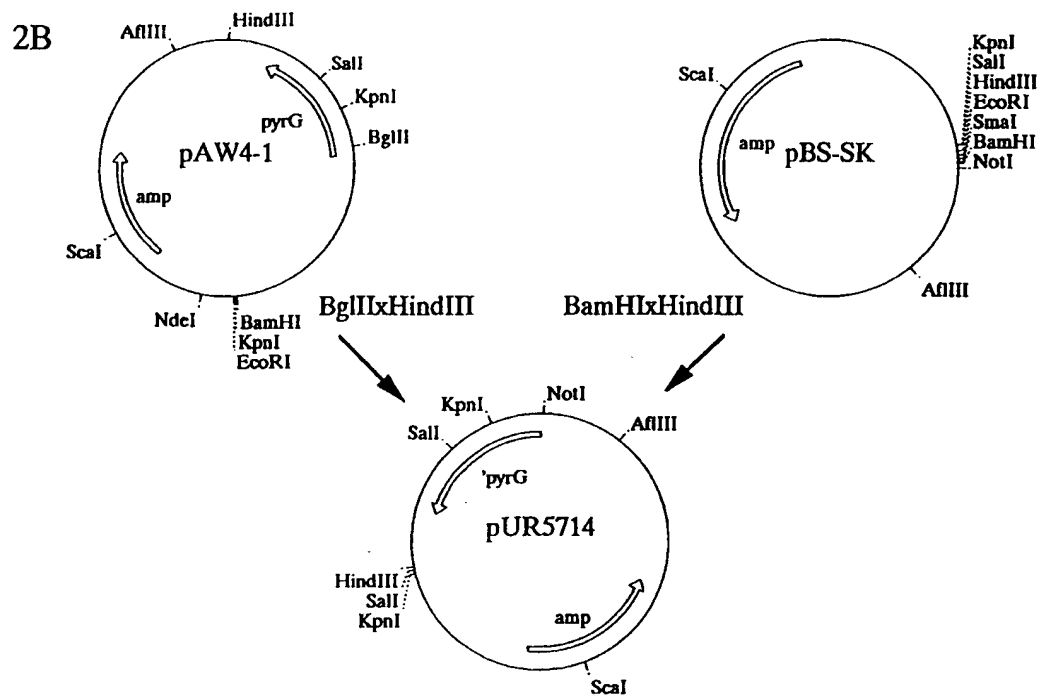 2B
AflIII
HindIII
SalI
KpnI
BglII
pyrG
pAW4-1
amp
ScaI
NdeI
BamHI
KpnI
EcoRI
ScaI
amp
pBS-SK
KpnI
SalI
HindIII
EcoRI
SmaI
BamHI
NotI
AflIII
BglIIxHindIII
BamHIxHindIII
KpnI
NotI
SalI
AflIII
'pyrG
pUR5714
HindIII
SalI
KpnI
amp
ScaI